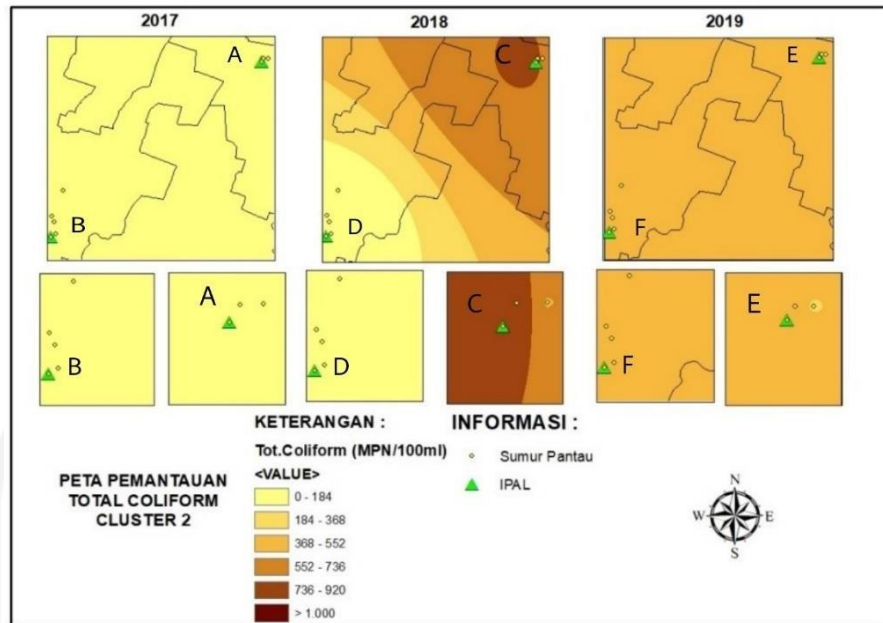 2017
2018
2019
A
B
C
D
E
F
B
A
D
C
F
E
KETERANGAN :
Tot.Coliform (MPN/100ml)
<VALUE>
0 - 184
184 - 368
368 - 552
552 - 736
736 - 920
> 1.000
INFORMASI :
Sumur Pantau
IPAL
PETA PEMANTAUAN
TOTAL COLIFORM
CLUSTER 2
N
W
E
S